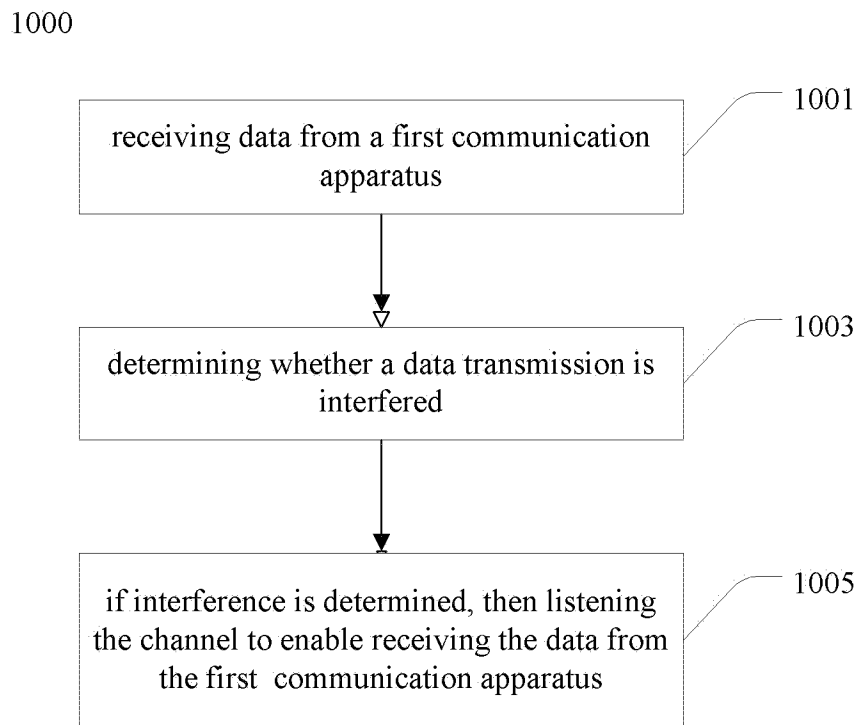 1000
1001
receiving data from a first communication
apparatus
1003
determining whether a data transmission is
interfered
1005
if interference is determined, then listening
the channel to enable receiving the data from
the first communication apparatus